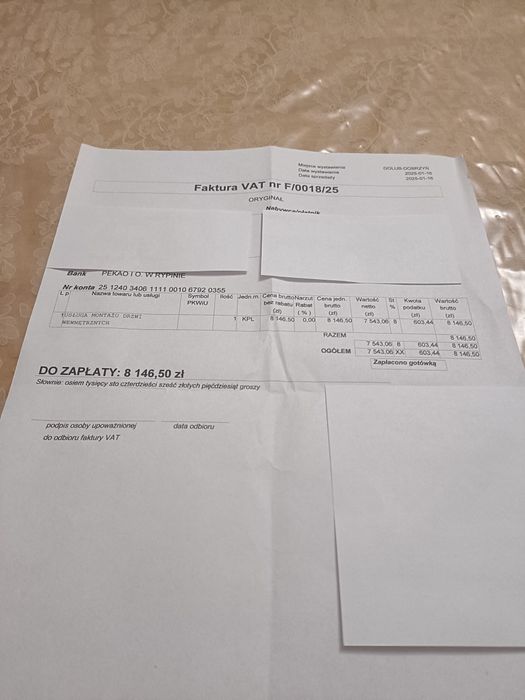 Miejsce wystawienia GOLUB-DOBRZYŃ
Data wystawienia 2025-01-16
Data sprzedaży 2025-01-16
Faktura VAT nr F/0018/25
ORYGINAŁ
Nabywca/płatnik
Bank PEKAO I O. W RYPINIE
Nr konta 25 1240 3406 1111 0010 6792 0355
L.p. Nazwa towaru lub usługi Symbol PKWiU Ilość Jedn.m. Cena brutto bez rabatu (zł) Narzut Rabat (%) Cena jedn. brutto (zł) Wartość netto (zł) St % Kwota podatku (zł) Wartość brutto (zł)
1 USŁUGA MONTAŻU DRZWI WEWNĘTRZNYCH 1 KPL 8 146,50 0,00 8 146,50 7 543,06 8 603,44 8 146,50
RAZEM 8 146,50
7 543,06 8 603,44 8 146,50
OGÓŁEM 7 543,06 XX 603,44 8 146,50
Zapłacono gotówką
DO ZAPŁATY: 8 146,50 zł
Słownie: osiem tysięcy sto czterdzieści sześć złotych pięćdziesiąt groszy
podpis osoby upoważnionej data odbioru
do odbioru faktury VAT